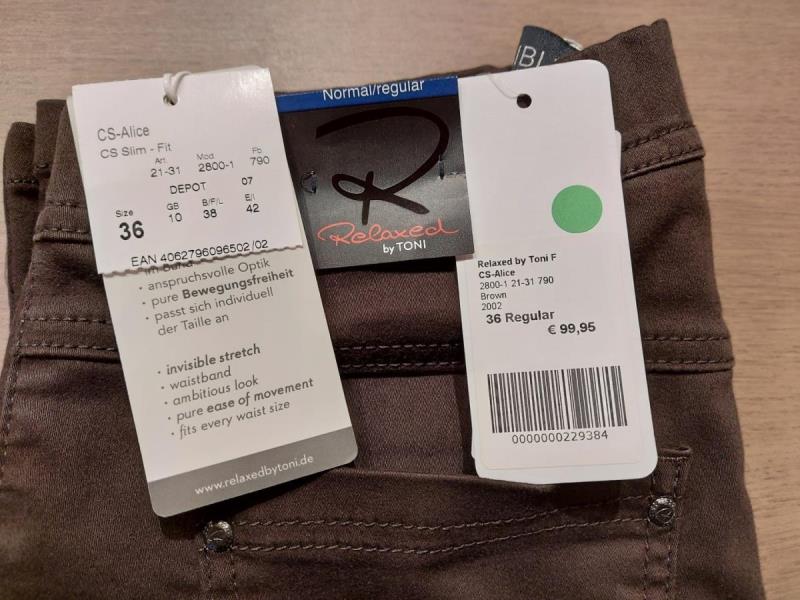 CS-Alice
CS Slim - Fit
Art. Mod. Fb
21-31 2800-1 790
DEPOT 07
Size GB B/F/L E/I
36 10 38 42
EAN 4062796096502/02
im Bund
• anspruchsvolle Optik
• pure Bewegungsfreiheit
• passt sich individuell
der Taille an
• invisible stretch
• waistband
• ambitious look
• pure ease of movement
• fits every waist size
www.relaxedbytoni.de
Normal/regular
R
Relaxed
by TONI
Relaxed by Toni F
CS-Alice
2800-1 21-31 790
Brown
2002
36 Regular
€ 99,95
0000000229384